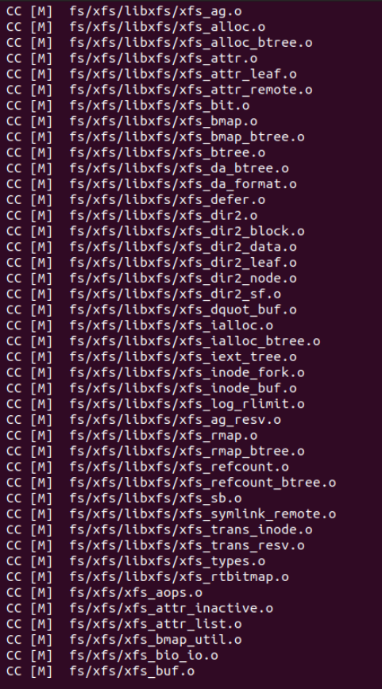 CC [M]  fs/xfs/libxfs/xfs_ag.o
CC [M]  fs/xfs/libxfs/xfs_alloc.o
CC [M]  fs/xfs/libxfs/xfs_alloc_btree.o
CC [M]  fs/xfs/libxfs/xfs_attr.o
CC [M]  fs/xfs/libxfs/xfs_attr_leaf.o
CC [M]  fs/xfs/libxfs/xfs_attr_remote.o
CC [M]  fs/xfs/libxfs/xfs_bit.o
CC [M]  fs/xfs/libxfs/xfs_bmap.o
CC [M]  fs/xfs/libxfs/xfs_bmap_btree.o
CC [M]  fs/xfs/libxfs/xfs_btree.o
CC [M]  fs/xfs/libxfs/xfs_da_btree.o
CC [M]  fs/xfs/libxfs/xfs_da_format.o
CC [M]  fs/xfs/libxfs/xfs_defer.o
CC [M]  fs/xfs/libxfs/xfs_dir2.o
CC [M]  fs/xfs/libxfs/xfs_dir2_block.o
CC [M]  fs/xfs/libxfs/xfs_dir2_data.o
CC [M]  fs/xfs/libxfs/xfs_dir2_leaf.o
CC [M]  fs/xfs/libxfs/xfs_dir2_node.o
CC [M]  fs/xfs/libxfs/xfs_dir2_sf.o
CC [M]  fs/xfs/libxfs/xfs_dquot_buf.o
CC [M]  fs/xfs/libxfs/xfs_ialloc.o
CC [M]  fs/xfs/libxfs/xfs_ialloc_btree.o
CC [M]  fs/xfs/libxfs/xfs_iext_tree.o
CC [M]  fs/xfs/libxfs/xfs_inode_fork.o
CC [M]  fs/xfs/libxfs/xfs_inode_buf.o
CC [M]  fs/xfs/libxfs/xfs_log_rlimit.o
CC [M]  fs/xfs/libxfs/xfs_ag_resv.o
CC [M]  fs/xfs/libxfs/xfs_rmap.o
CC [M]  fs/xfs/libxfs/xfs_rmap_btree.o
CC [M]  fs/xfs/libxfs/xfs_refcount.o
CC [M]  fs/xfs/libxfs/xfs_refcount_btree.o
CC [M]  fs/xfs/libxfs/xfs_sb.o
CC [M]  fs/xfs/libxfs/xfs_symlink_remote.o
CC [M]  fs/xfs/libxfs/xfs_trans_inode.o
CC [M]  fs/xfs/libxfs/xfs_trans_resv.o
CC [M]  fs/xfs/libxfs/xfs_types.o
CC [M]  fs/xfs/libxfs/xfs_rtbitmap.o
CC [M]  fs/xfs/xfs_aops.o
CC [M]  fs/xfs/xfs_attr_inactive.o
CC [M]  fs/xfs/xfs_attr_list.o
CC [M]  fs/xfs/xfs_bmap_util.o
CC [M]  fs/xfs/xfs_bio_io.o
CC [M]  fs/xfs/xfs_buf.o